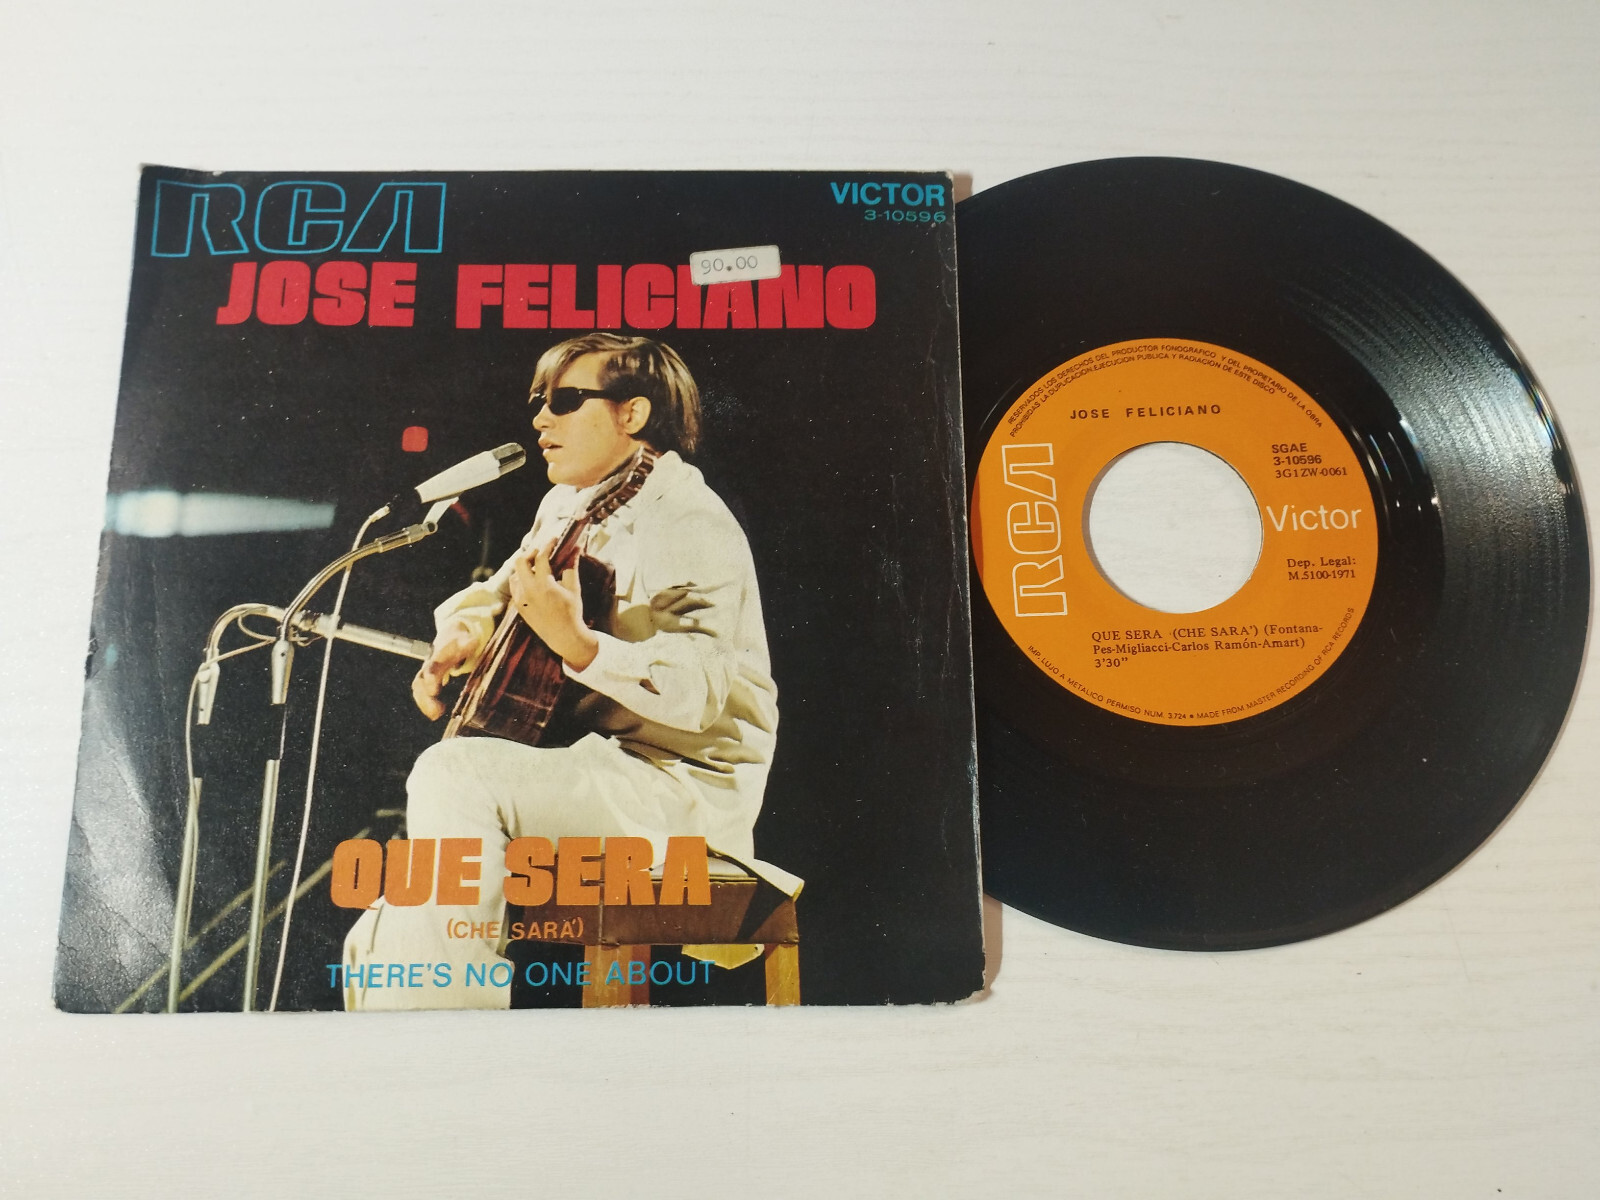 RCA
VICTOR
3-10596
90.00
JOSE FELICIANO
QUE SERA
(CHE SARA')
THERE'S NO ONE ABOUT
RESERVADOS LOS DERECHOS DEL PRODUCTOR FONOGRAFICO Y DEL PROPIETARIO DE LA OBRA
PROHIBIDAS LA DUPLICACION EJECUCION PUBLICA Y RADIACION DE ESTE DISCO
JOSE FELICIANO
SGAE
3-10596
3G1ZW-0061
RCA
Victor
Dep. Legal:
M.5100-1971
QUE SERA (CHE SARA') (Fontana-
Pes-Migliacci-Carlos Ramón-Amart)
3'30"
IMP. LUJO A METALICO PERMISO NUM. 3.724 • MADE FROM MASTER RECORDING OF RCA RECORDS